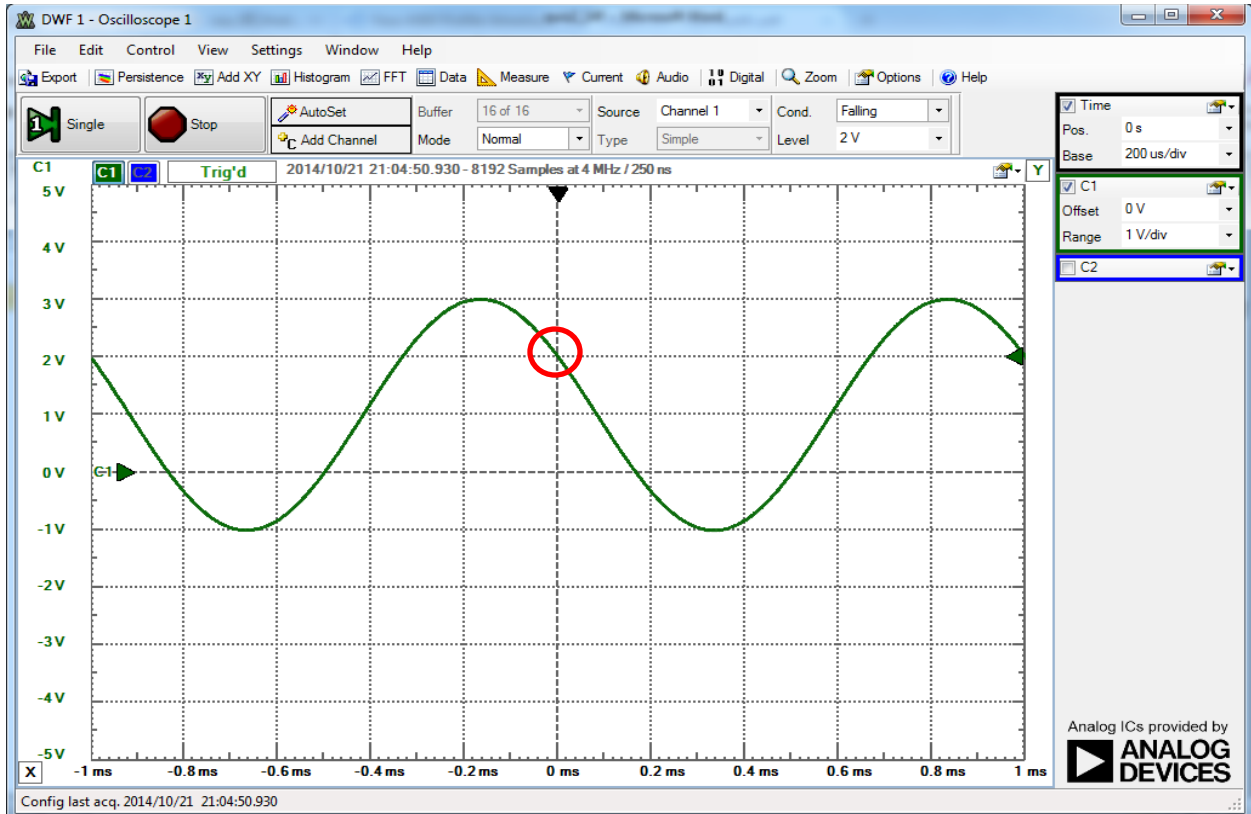 DWF 1 - Oscilloscope 1
File Edit Control View Settings Window Help
Export Persistence Add XY Histogram FFT Data Measure Current Audio Digital Zoom Options Help
1 Single Stop AutoSet Buffer 16 of 16 Source Channel 1 Cond. Falling
Add Channel Mode Normal Type Simple Level 2 V
C1 C1 C2 Trig'd 2014/10/21 21:04:50.930 - 8192 Samples at 4 MHz / 250 ns Y
5 V
4 V
3 V
2 V
1 V
0 V C1
-1 V
-2 V
-3 V
-4 V
-5 V
X -1 ms -0.8 ms -0.6 ms -0.4 ms -0.2 ms 0 ms 0.2 ms 0.4 ms 0.6 ms 0.8 ms 1 ms
Time
Pos. 0 s
Base 200 us/div
C1
Offset 0 V
Range 1 V/div
C2
Analog ICs provided by
ANALOG
DEVICES
Config last acq. 2014/10/21 21:04:50.930